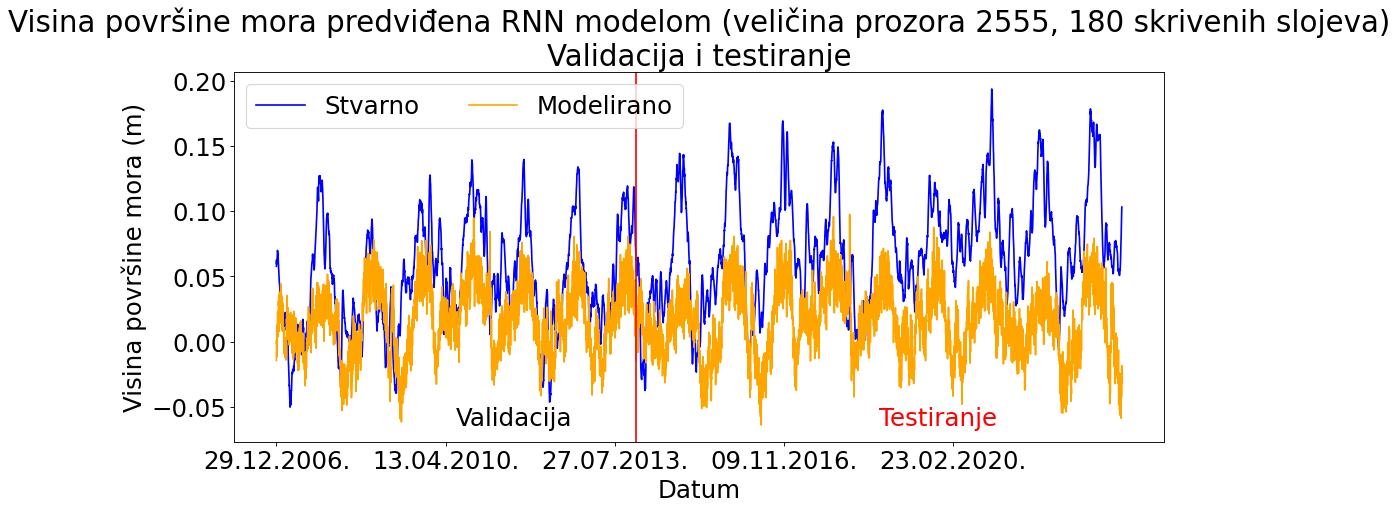 Visina površine mora predviđena RNN modelom (veličina prozora 2555, 180 skrivenih slojeva)
Validacija i testiranje
Stvarno
Modelirano
Visina površine mora (m)
0.20
0.15
0.10
0.05
0.00
−0.05
Validacija
Testiranje
29.12.2006.
13.04.2010.
27.07.2013.
09.11.2016.
23.02.2020.
Datum